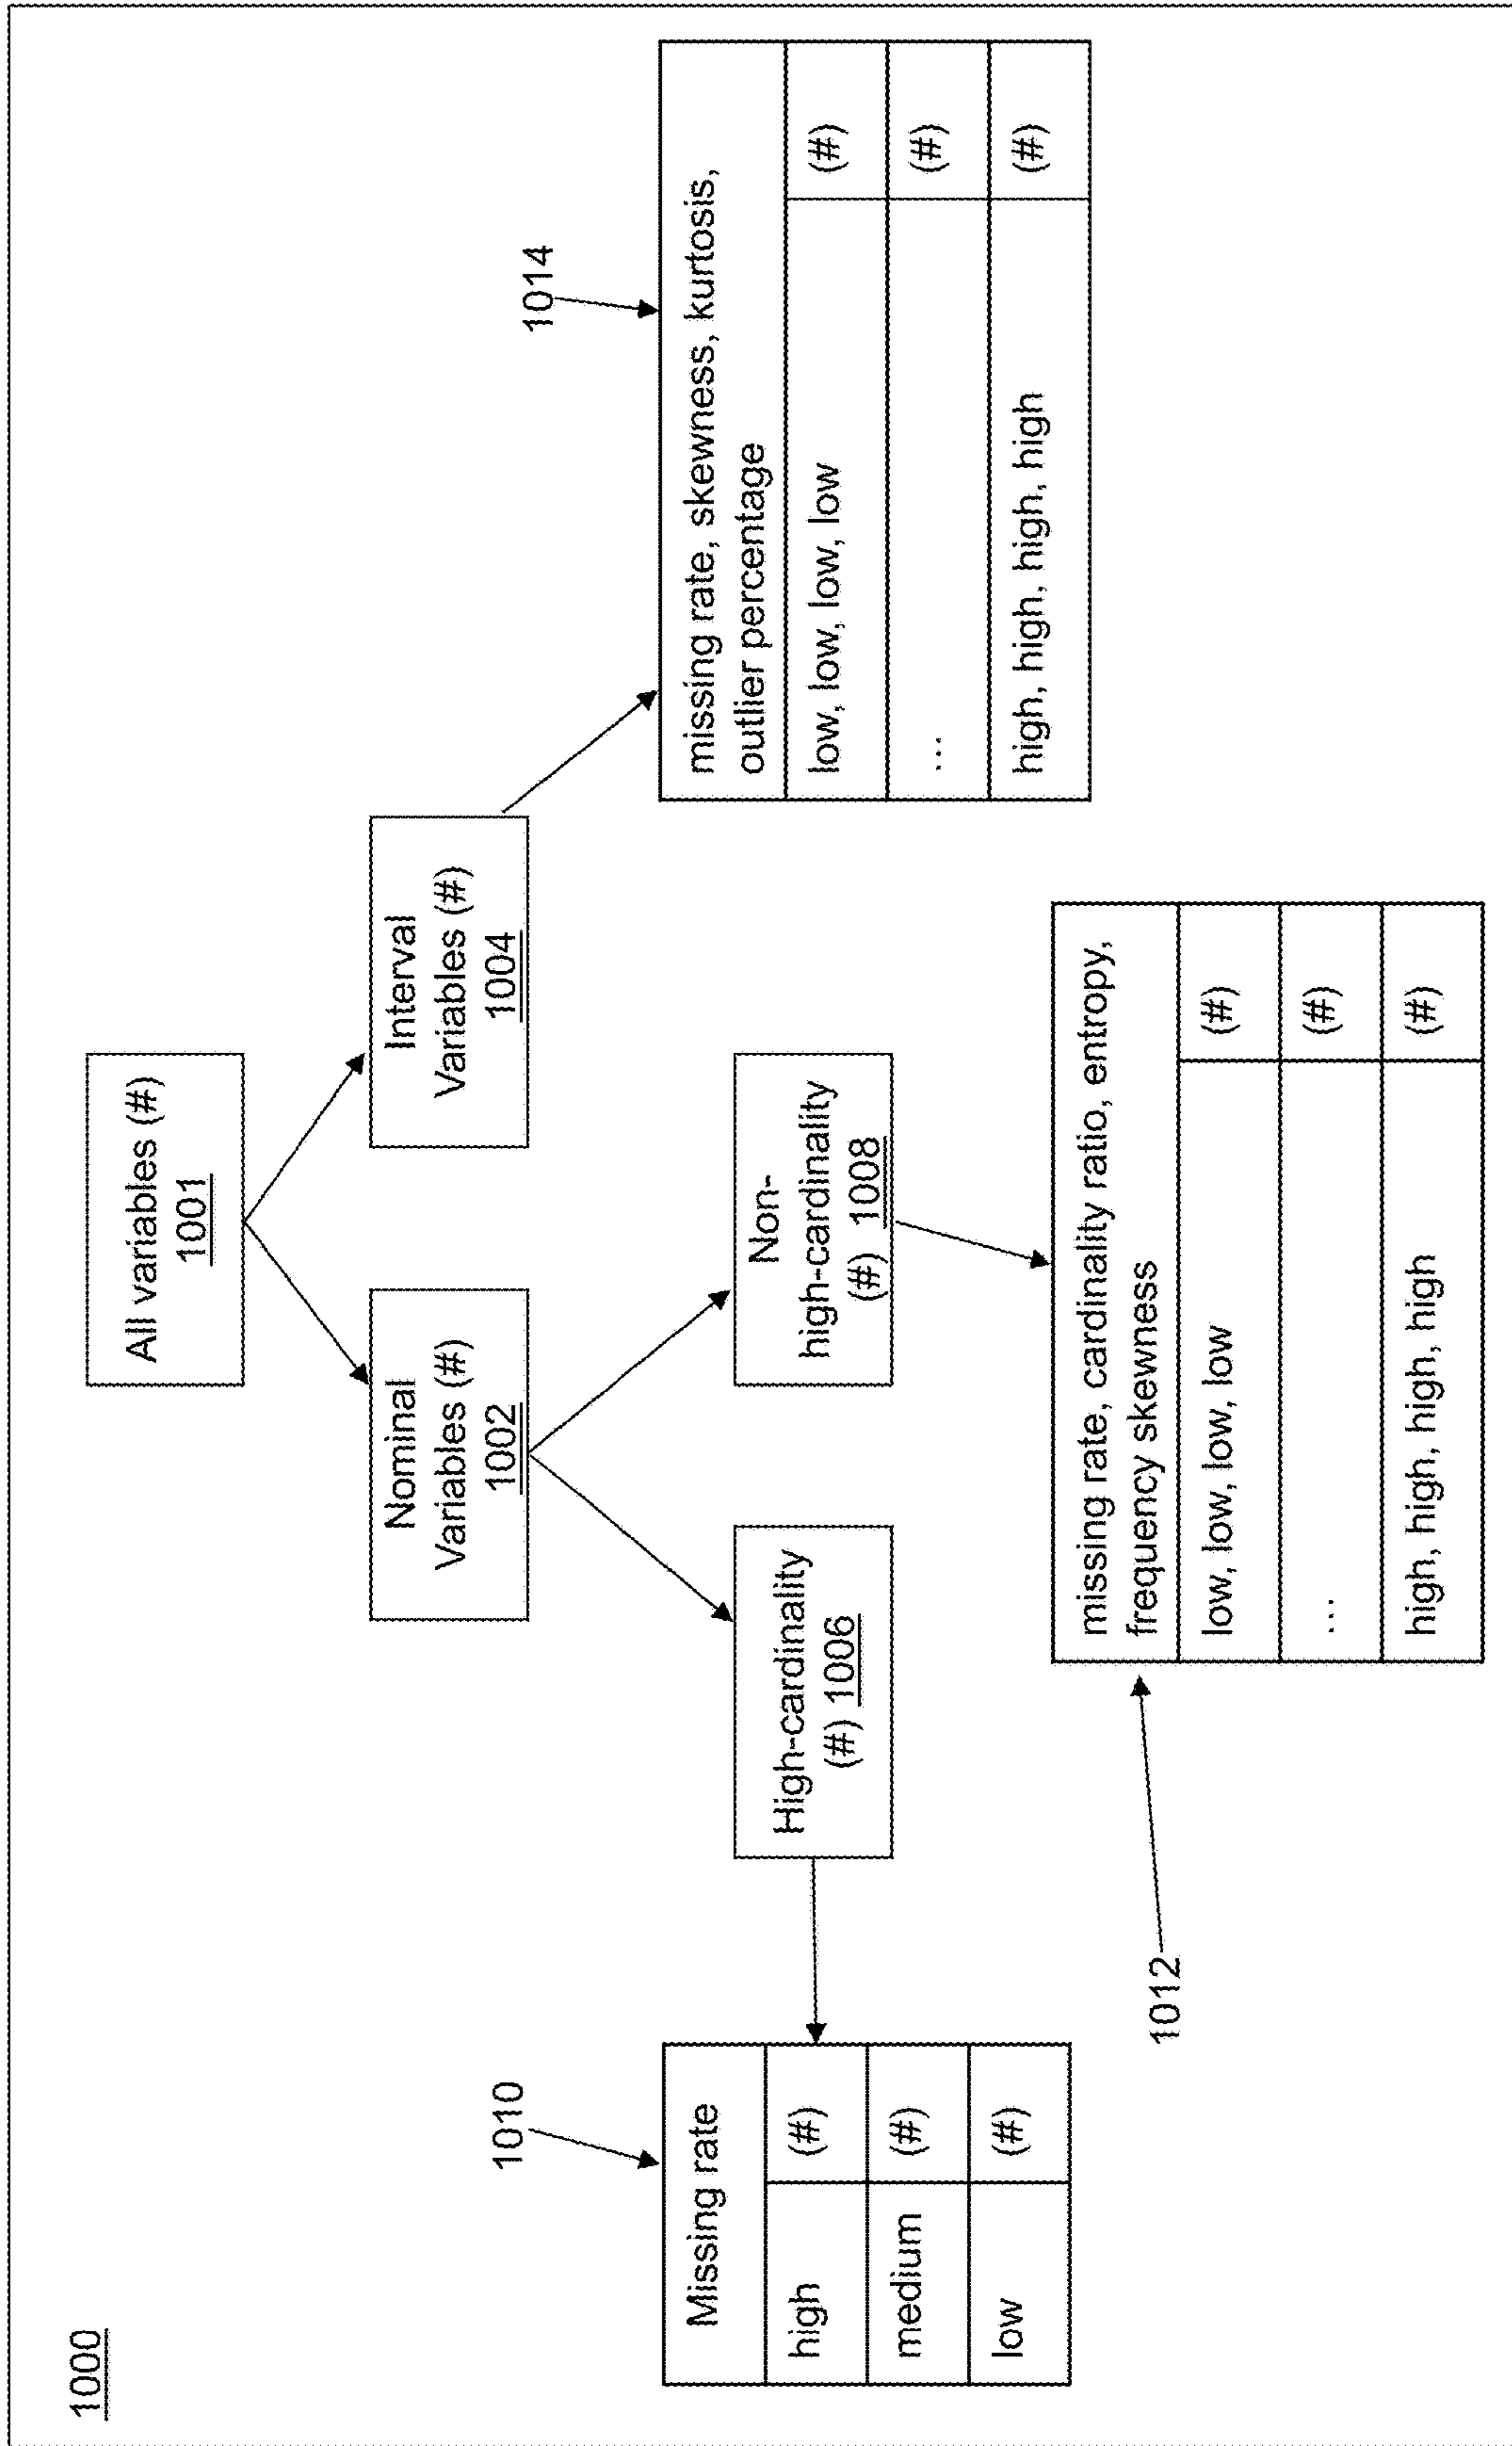 1000
All variables (#)
1001
Nominal
Variables (#)
1002
Interval
Variables (#)
1004
1010
Missing rate
high (#)
medium (#)
low (#)
High-cardinality
(#) 1006
Non-
high-cardinality
(#) 1008
1014
missing rate, skewness, kurtosis,
outlier percentage
low, low, low, low (#)
... (#)
high, high, high, high (#)
1012
missing rate, cardinality ratio, entropy,
frequency skewness
low, low, low, low (#)
... (#)
high, high, high, high (#)